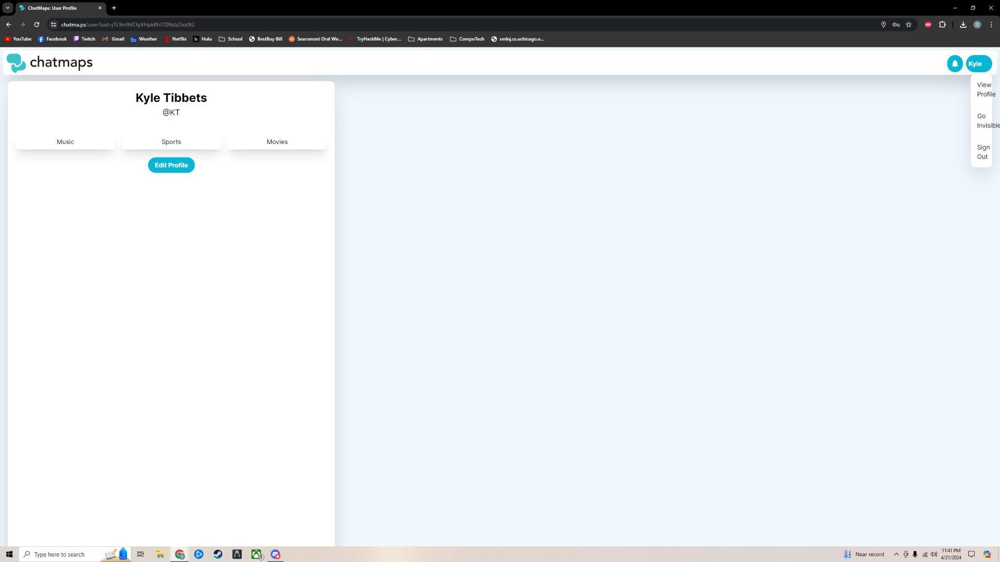 ChatMaps: User Profile
chatma.ps/user?uid=jTL9m9VCtyVHpkRhI7DNdzDxz0t2
ABP
S
YouTube Facebook Twitch Gmail Weather Netflix Hulu School BestBuy Bill Searsmont Oral We... TryHackMe | Cyber... Apartments CompoTech smlnj.cs.uchicago.e...
chatmaps
Kyle
View
Profile
Go
Invisible
Sign
Out
Kyle Tibbets
@KT
Music Sports Movies
Edit Profile
Type here to search
Near record
11:41 PM
4/21/2024